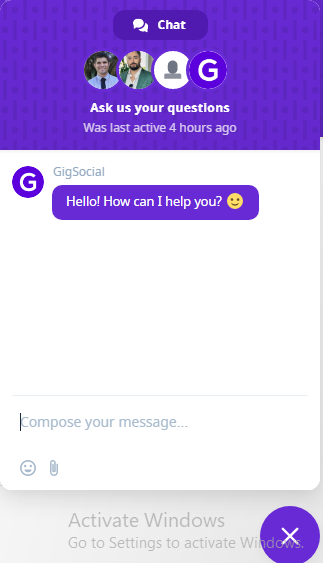 Chat
G
Ask us your questions
Was last active 4 hours ago
G
GigSocial
Hello! How can I help you? 🙂
Compose your message...
Activate Windows
Go to Settings to activate Windows.